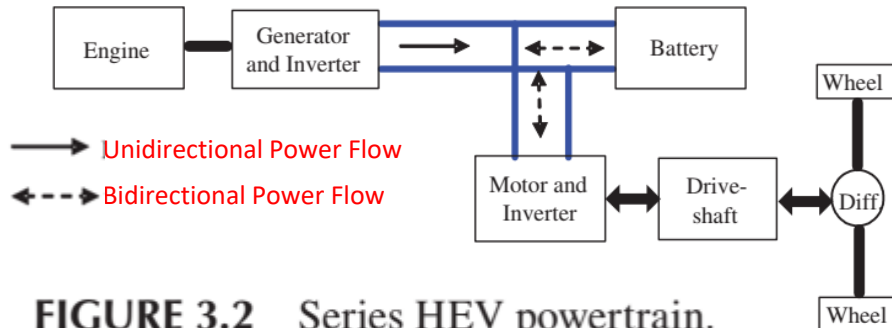 Engine
Generator
and Inverter
Battery
Wheel
Unidirectional Power Flow
Bidirectional Power Flow
Motor and
Inverter
Drive-
shaft
Diff
Wheel
FIGURE 3.2 Series HEV powertrain.